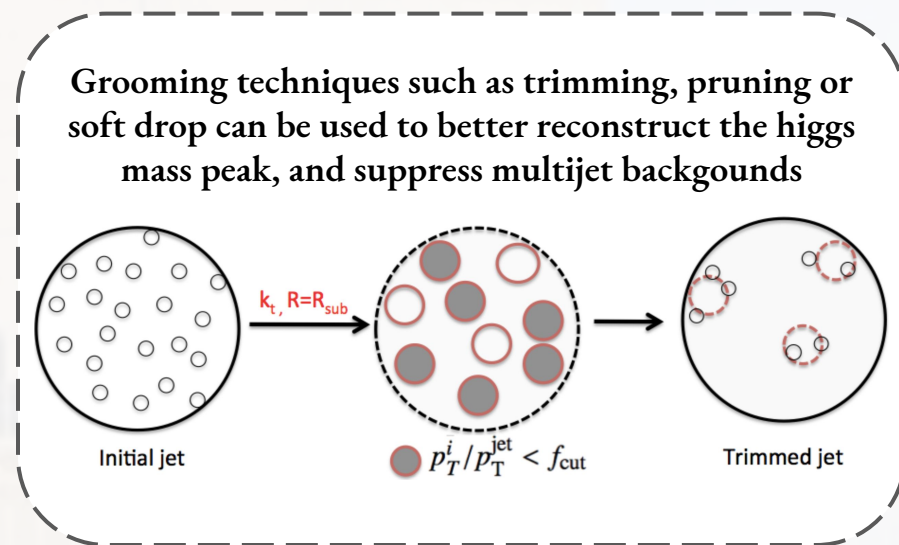 Grooming techniques such as trimming, pruning or
soft drop can be used to better reconstruct the higgs
mass peak, and suppress multijet backgounds
k_t, R=R_sub
Initial jet
p_T^i/p_T^jet < f_cut
Trimmed jet